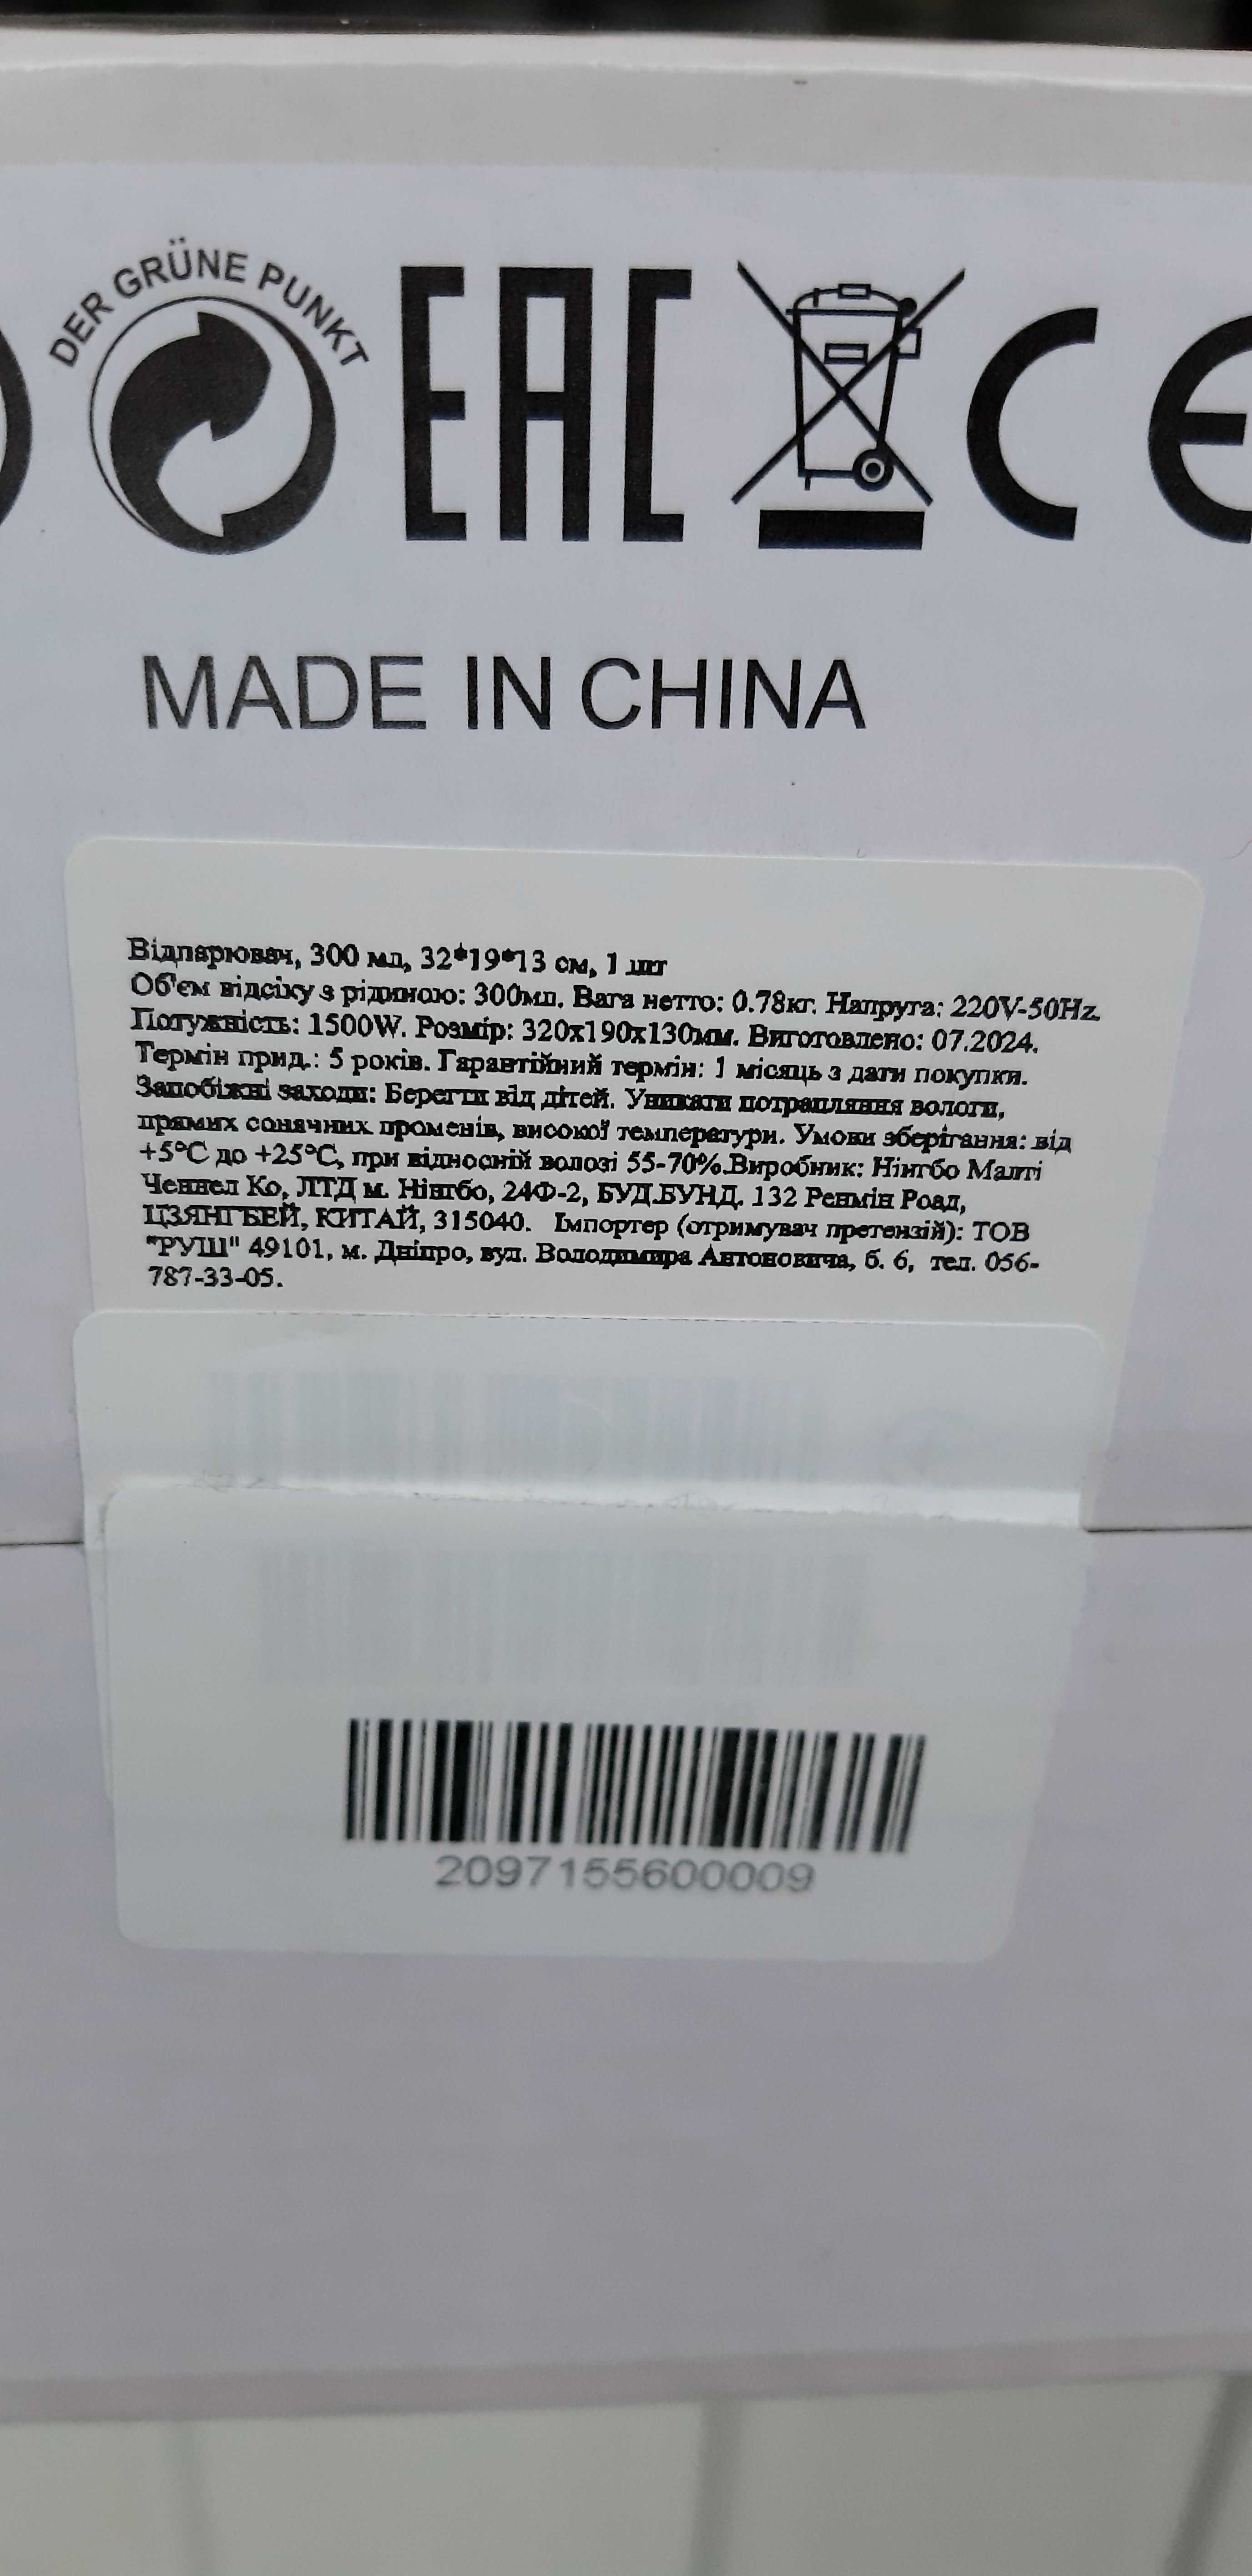 DER GRÜNE PUNKT
EAC
CE
MADE IN CHINA
Відпарювач, 300 мл, 32*19*13 см, 1 шт
Об'єм відсіку з рідиною: 300мл. Вага нетто: 0.78кг. Напруга: 220V-50Hz.
Потужність: 1500W. Розмір: 320x190x130мм. Виготовлено: 07.2024.
Термін прид.: 5 років. Гарантійний термін: 1 місяць з дати покупки.
Запобіжні заходи: Берегти від дітей. Уникати потрапляння вологи,
прямих сонячних променів, високої температури. Умови зберігання: від
+5°C до +25°C, при відносній волозі 55-70%.Виробник: Нінгбо Малті
Ченнел Ко, ЛТД м. Нінгбо, 24Ф-2, БУД.БУНД. 132 Ренмін Роад,
ЦЗЯНГБЕЙ, КИТАЙ, 315040. Імпортер (отримувач претензій): ТОВ
"РУШ" 49101, м. Дніпро, вул. Володимира Антоновича, б. 6, тел. 056-
787-33-05.
2097155600009